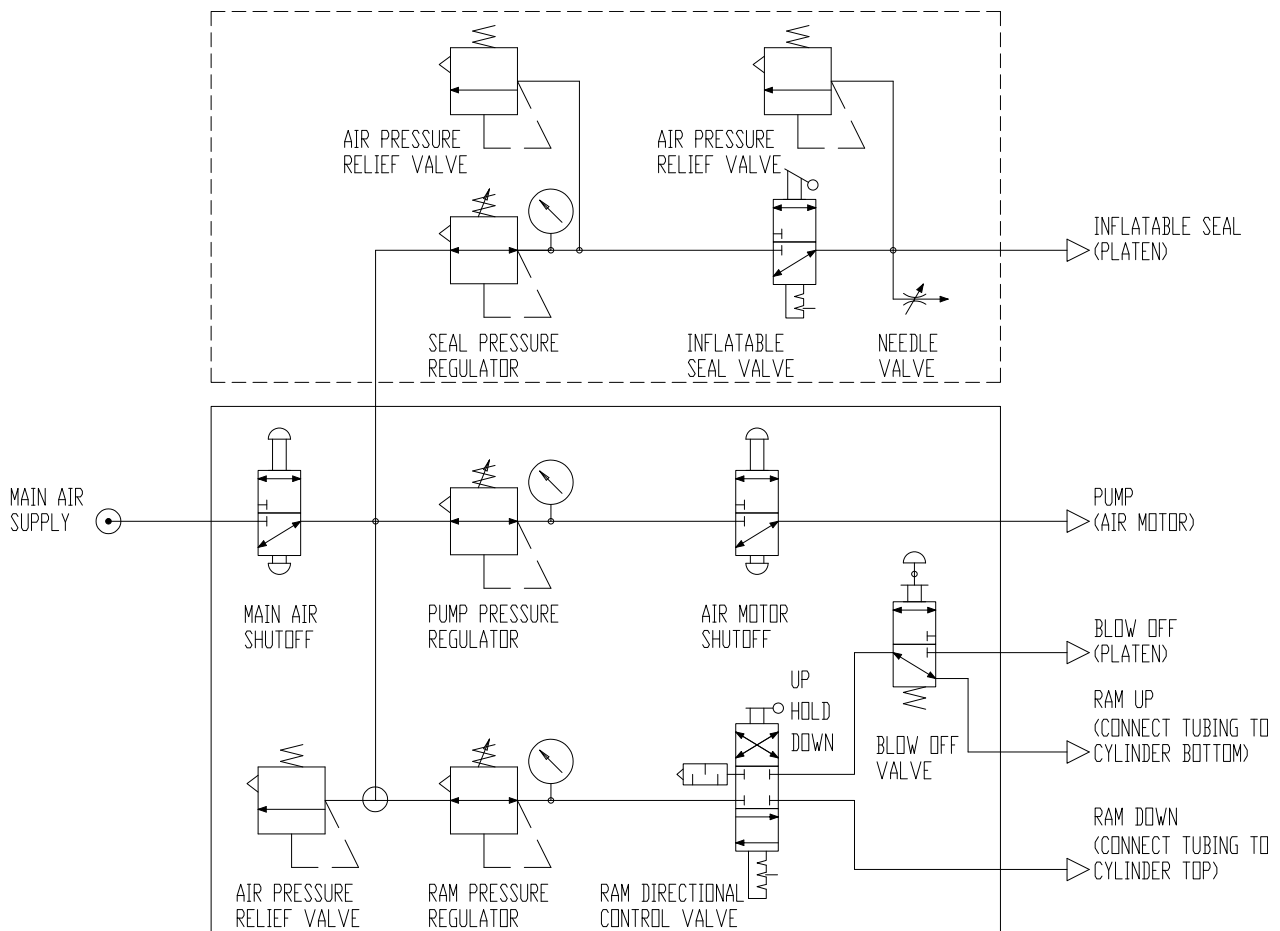 AIR PRESSURE
RELIEF VALVE
AIR PRESSURE
RELIEF VALVE
INFLATABLE SEAL
(PLATEN)
SEAL PRESSURE
REGULATOR
INFLATABLE
SEAL VALVE
NEEDLE
VALVE
MAIN AIR
SUPPLY
PUMP
(AIR MOTOR)
MAIN AIR
SHUTOFF
PUMP PRESSURE
REGULATOR
AIR MOTOR
SHUTOFF
BLOW OFF
(PLATEN)
UP
HOLD
DOWN
BLOW OFF
VALVE
RAM UP
(CONNECT TUBING TO
CYLINDER BOTTOM)
RAM DOWN
(CONNECT TUBING TO
CYLINDER TOP)
AIR PRESSURE
RELIEF VALVE
RAM PRESSURE
REGULATOR
RAM DIRECTIONAL
CONTROL VALVE